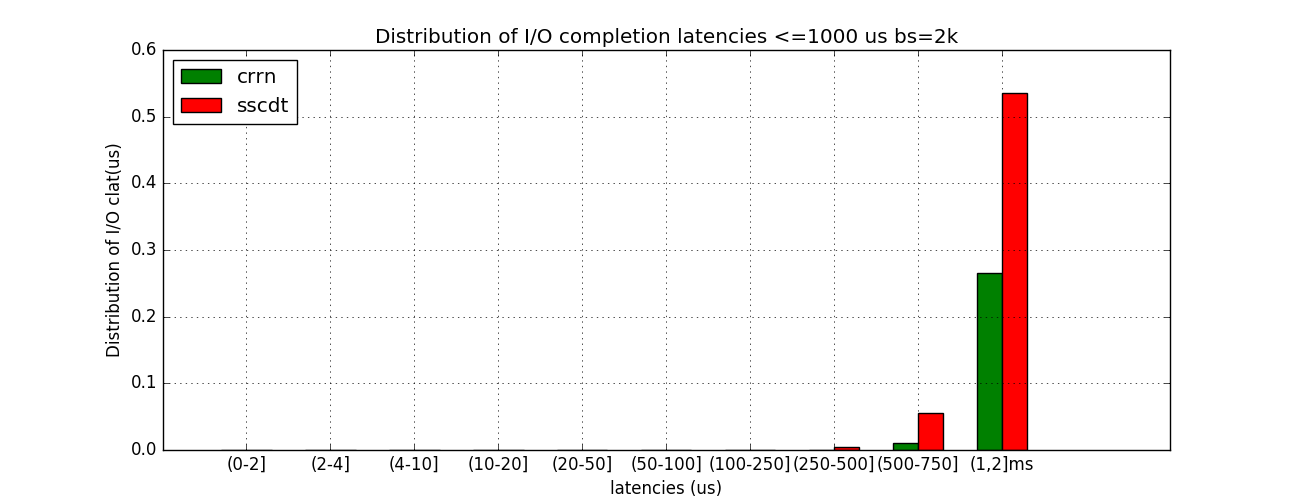 Distribution of I/O completion latencies <=1000 us bs=2k
crrn
sscdt
Distribution of I/O clat(us)
0.6
0.5
0.4
0.3
0.2
0.1
0.0
(0-2] (2-4] (4-10] (10-20] (20-50] (50-100] (100-250] (250-500] (500-750] (1,2]ms
latencies (us)